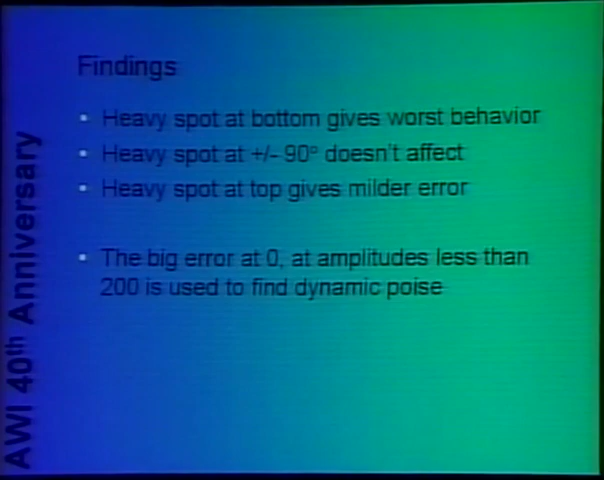 Findings
• Heavy spot at bottom gives worst behavior
• Heavy spot at +/- 90° doesn't affect
• Heavy spot at top gives milder error
• The big error at 0, at amplitudes less than
200 is used to find dynamic poise
AWI 40th Anniversary